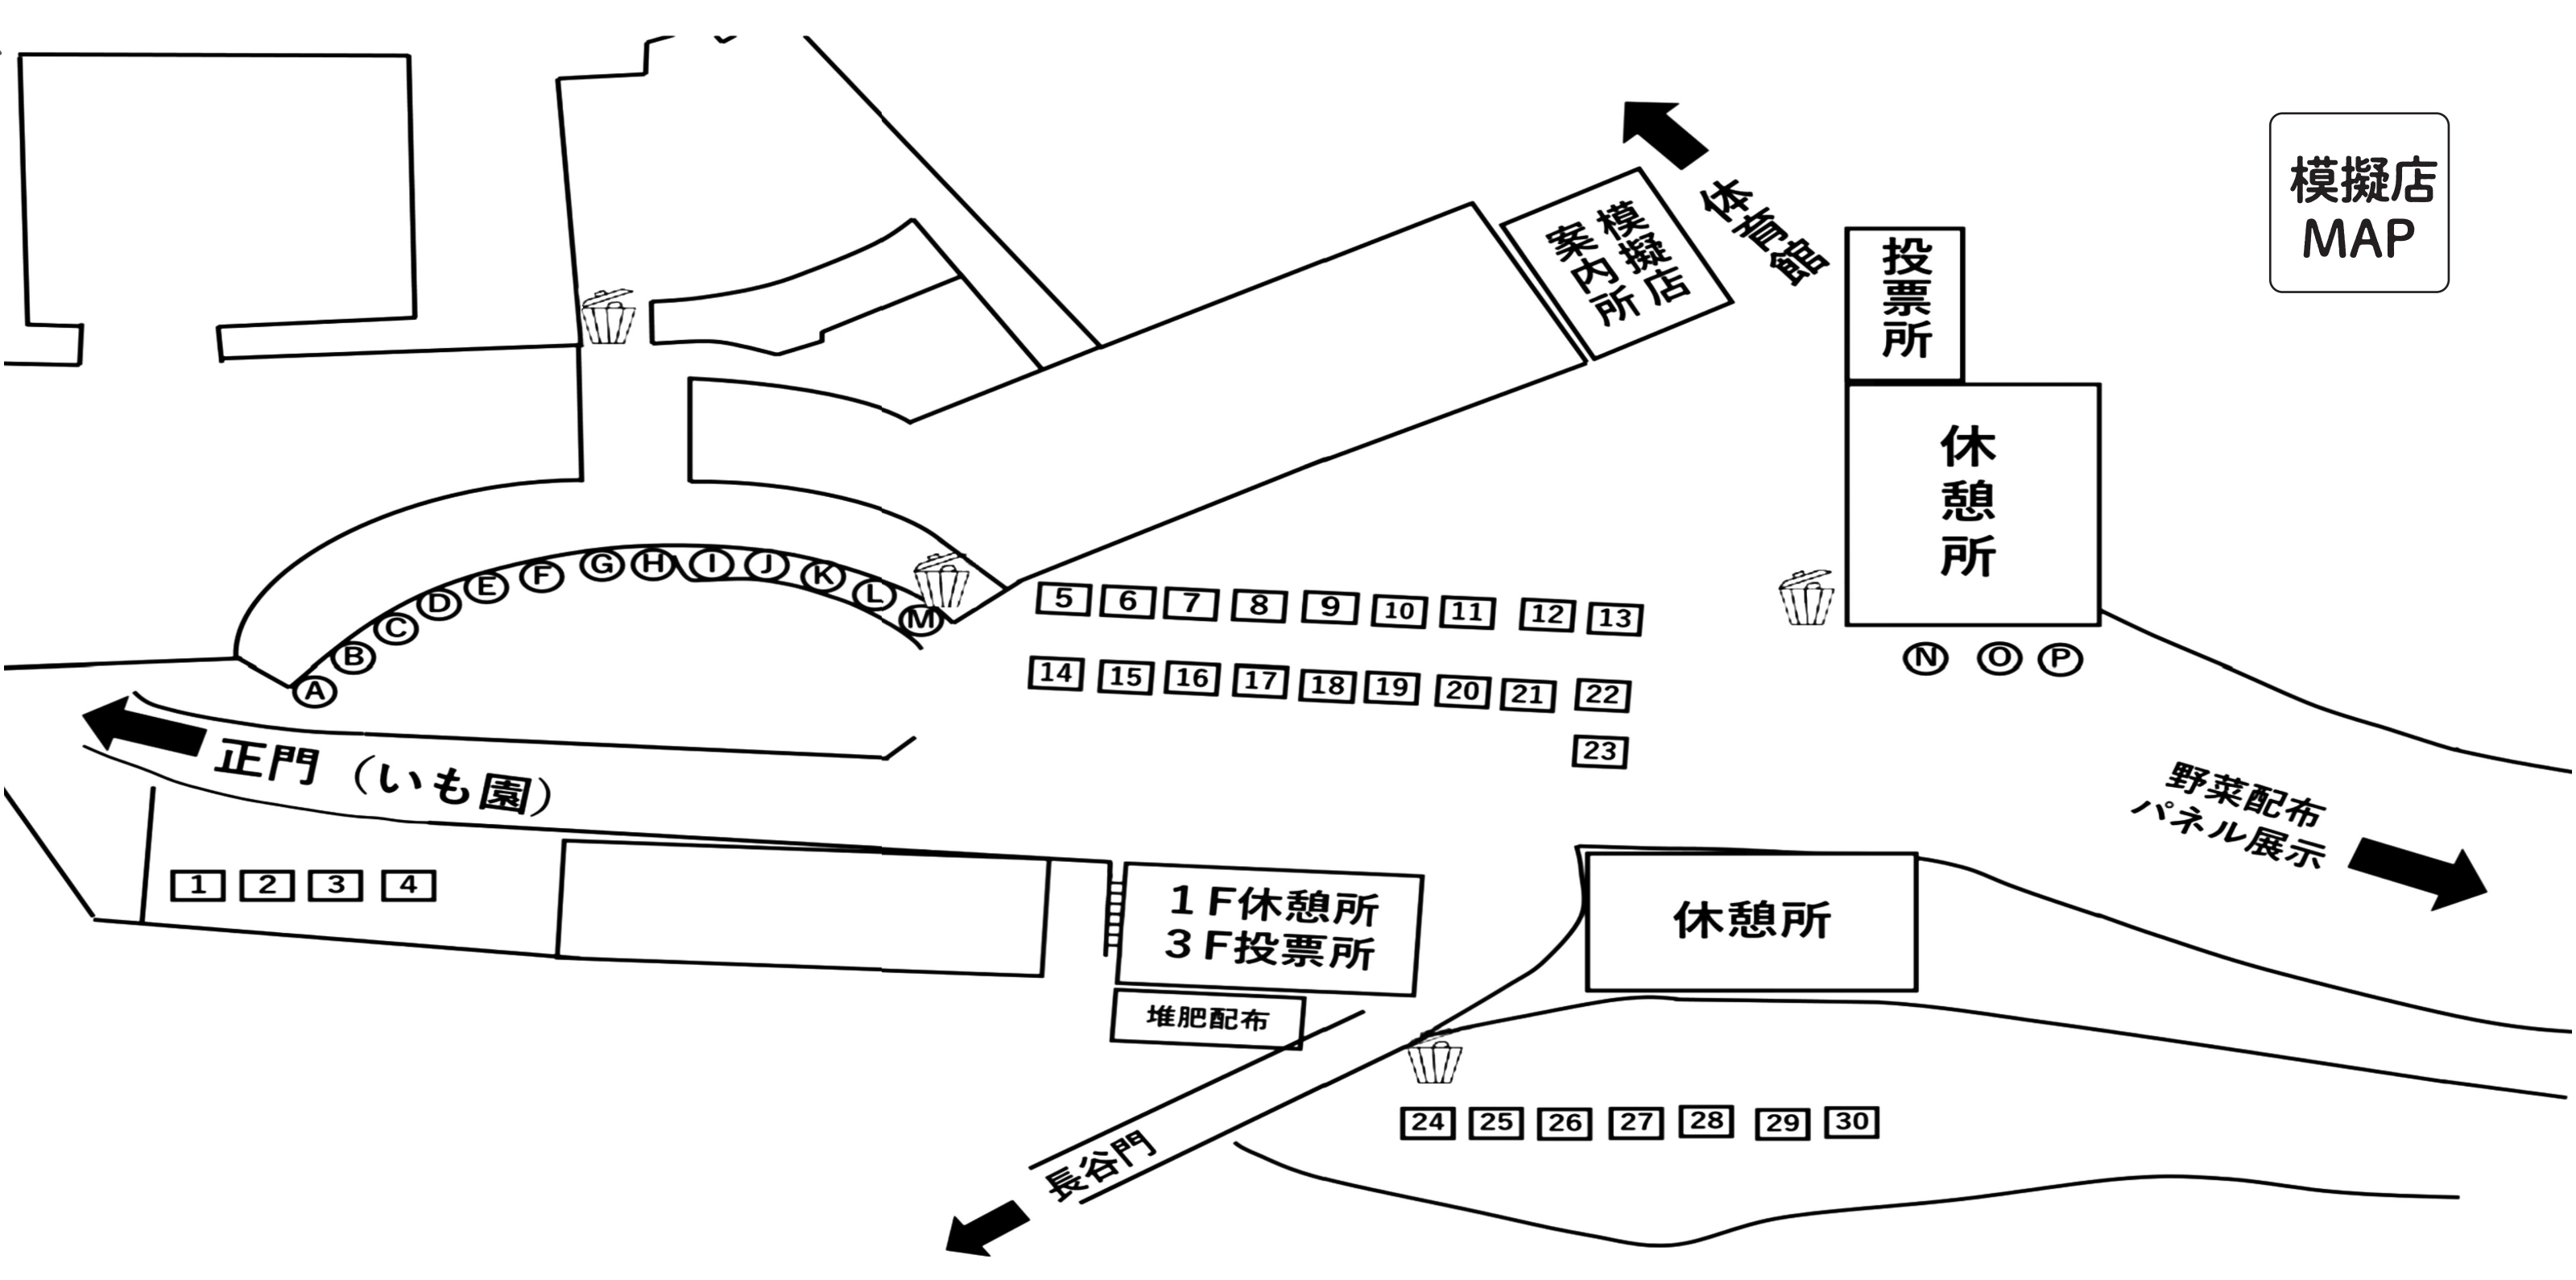 模擬店
MAP
体育館
模擬店
案内所
投票所
休憩所
A
B
C
D
E
F
G
H
I
J
K
L
M
5 6 7 8 9 10 11 12 13
14 15 16 17 18 19 20 21 22
23
N O P
正門（いも園）
野菜配布
パネル展示
1 2 3 4
１F休憩所
３F投票所
堆肥配布
休憩所
24 25 26 27 28 29 30
長谷門